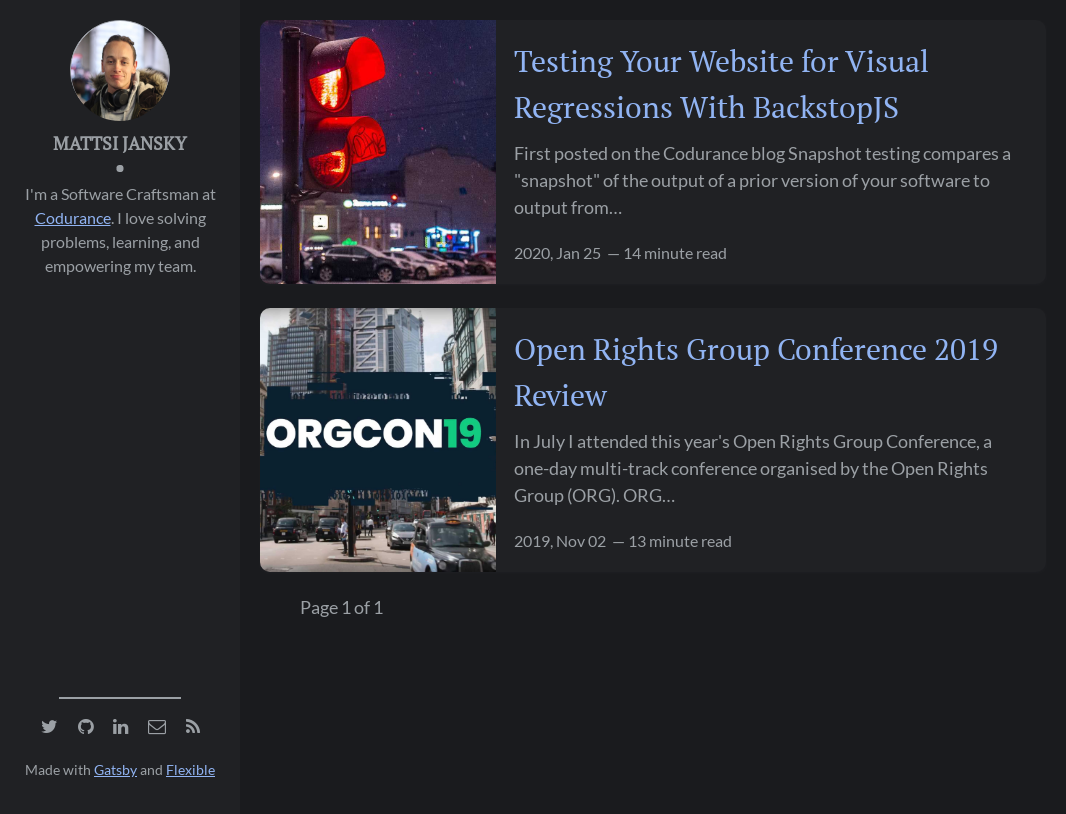 MATTSI JANSKY
I'm a Software Craftsman at
Codurance. I love solving
problems, learning, and
empowering my team.
Made with Gatsby and Flexible
Testing Your Website for Visual
Regressions With BackstopJS
First posted on the Codurance blog Snapshot testing compares a
"snapshot" of the output of a prior version of your software to
output from…
2020, Jan 25 — 14 minute read
ORGCON19
Open Rights Group Conference 2019
Review
In July I attended this year's Open Rights Group Conference, a
one-day multi-track conference organised by the Open Rights
Group (ORG). ORG…
2019, Nov 02 — 13 minute read
Page 1 of 1